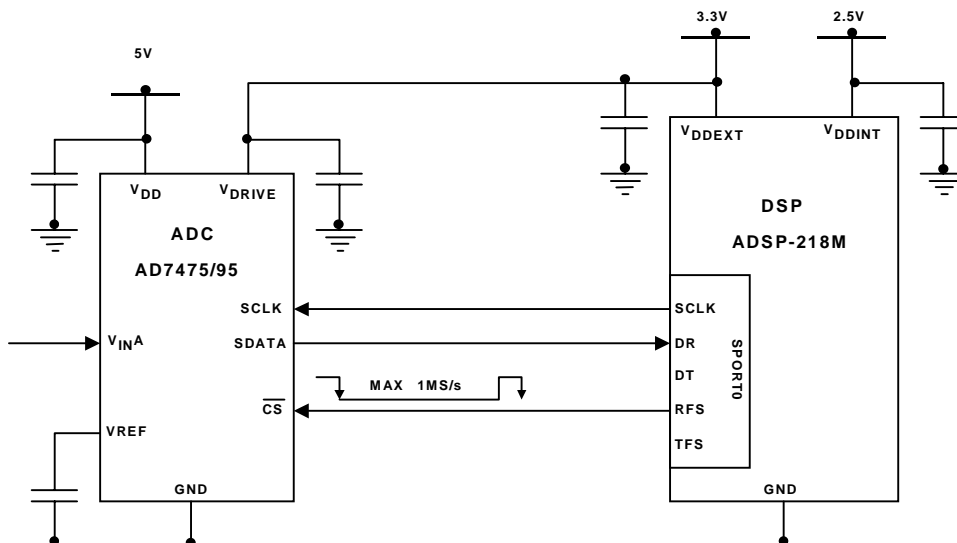 3.3V
2.5V
5V
VDDEXT
VDDINT
VDD
VDRIVE
ADC
AD7475/95
DSP
ADSP-218M
SCLK
SCLK
VINA
SDATA
DR
SPORT0
DT
MAX 1MS/s
CS
RFS
VREF
TFS
GND
GND